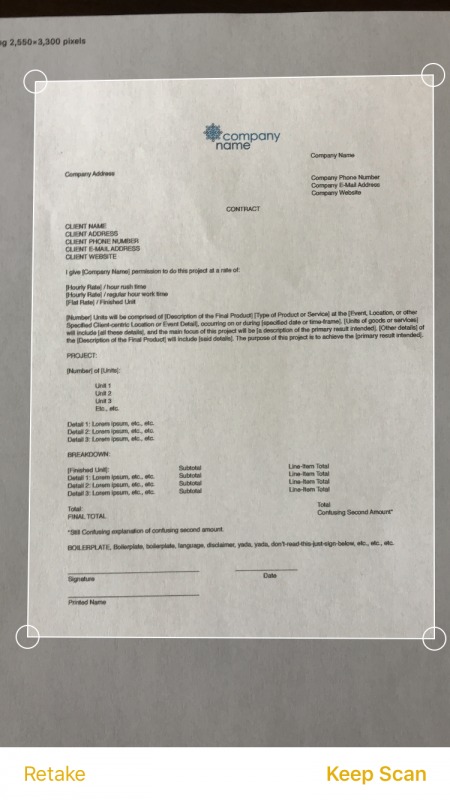 ng 2,550×3,300 pixels
company
name
Company Name
Company Address
Company Phone Number
Company E-Mail Address
Company Website
CONTRACT
CLIENT NAME
CLIENT ADDRESS
CLIENT PHONE NUMBER
CLIENT E-MAIL ADDRESS
CLIENT WEBSITE
I give [Company Name] permission to do this project at a rate of:
[Hourly Rate] / hour rush time
[Hourly Rate] / regular hour work time
[Flat Rate] / Finished Unit
[Number] Units will be comprised of [Description of the Final Product] [Type of Product or Service] at the [Event, Location, or other
Specified Client-centric Location or Event Detail], occurring on or during [specified date or time-frame]. [Units of goods or services]
will include [all these details], and the main focus of this project will be [a description of the primary result intended]. [Other details] of
the [Description of the Final Product] will include [said details]. The purpose of this project is to achieve the [primary result intended].
PROJECT:
[Number] of [Units]:
Unit 1
Unit 2
Unit 3
Etc., etc.
Detail 1: Lorem Ipsum, etc., etc.
Detail 2: Lorem Ipsum, etc., etc.
Detail 3: Lorem Ipsum, etc., etc.
BREAKDOWN:
[Finished Unit]: Subtotal Line-Item Total
Detail 1: Lorem Ipsum, etc., etc. Subtotal Line-Item Total
Detail 2: Lorem Ipsum, etc., etc. Subtotal Line-Item Total
Detail 3: Lorem Ipsum, etc., etc. Subtotal Line-Item Total
Total Total
FINAL TOTAL Confusing Second Amount*
*Still Confusing explanation of confusing second amount.
BOILERPLATE, Boilerplate, boilerplate, language, disclaimer, yada, yada, don't-read-this-just-sign-below, etc., etc., etc.
Signature Date
Printed Name
Retake Keep Scan